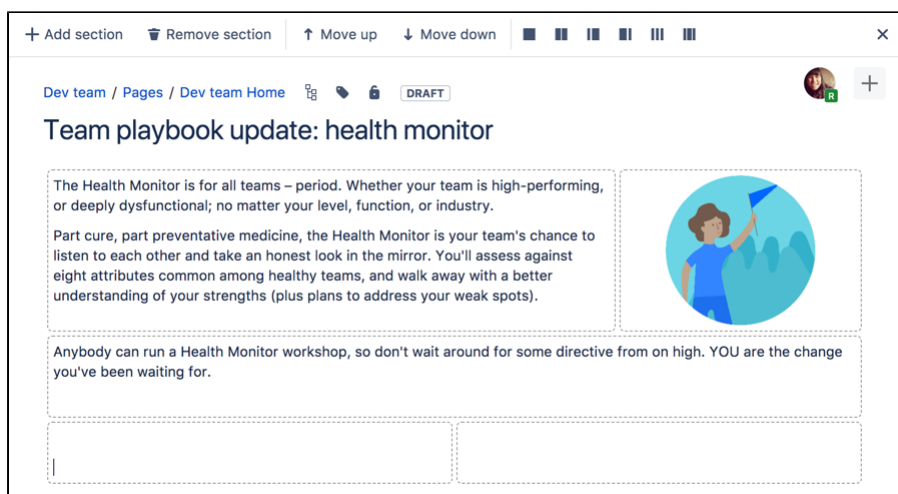 Add section Remove section Move up Move down
Dev team / Pages / Dev team Home DRAFT
R
Team playbook update: health monitor
The Health Monitor is for all teams – period. Whether your team is high-performing,
or deeply dysfunctional; no matter your level, function, or industry.
Part cure, part preventative medicine, the Health Monitor is your team's chance to
listen to each other and take an honest look in the mirror. You'll assess against
eight attributes common among healthy teams, and walk away with a better
understanding of your strengths (plus plans to address your weak spots).
Anybody can run a Health Monitor workshop, so don't wait around for some directive from on high. YOU are the change
you've been waiting for.